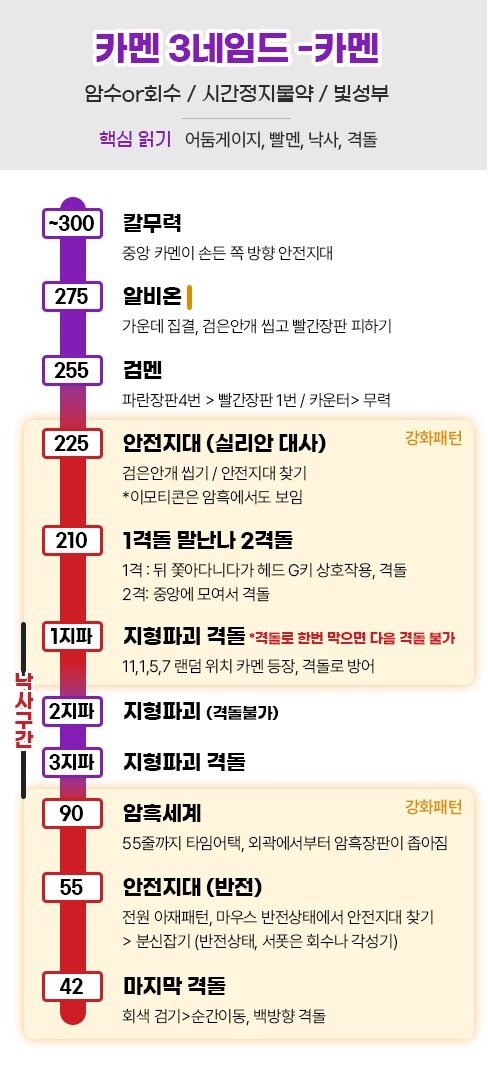 카멘 3네임드 -카멘
암수or회수 / 시간정지물약 / 빛성부
핵심 읽기 어둠게이지, 빨멘, 낙사, 격돌
~300 칼무력
중앙 카멘이 손든 쪽 방향 안전지대
275 알비온
가운데 집결, 검은안개 씹고 빨간장판 피하기
255 검멘
파란장판4번 > 빨간장판 1번 / 카운터> 무력
225 안전지대 (실리안 대사) 강화패턴
검은안개 씹기 / 안전지대 찾기
*이모티콘은 암흑에서도 보임
210 1격돌 말난나 2격돌
1격 : 뒤 쫓아다니다가 헤드 G키 상호작용, 격돌
2격: 중앙에 모여서 격돌
1지파 지형파괴 격돌 *격돌로 한번 막으면 다음 격돌 불가
11,1,5,7 랜덤 위치 카멘 등장, 격돌로 방어
낙사구간
2지파 지형파괴 (격돌불가)
3지파 지형파괴 격돌
90 암흑세계 강화패턴
55줄까지 타임어택, 외곽에서부터 암흑장판이 좁아짐
55 안전지대 (반전)
전원 아재패턴, 마우스 반전상태에서 안전지대 찾기
> 분신잡기 (반전상태, 서폿은 회수나 각성기)
42 마지막 격돌
회색 검기>순간이동, 백방향 격돌